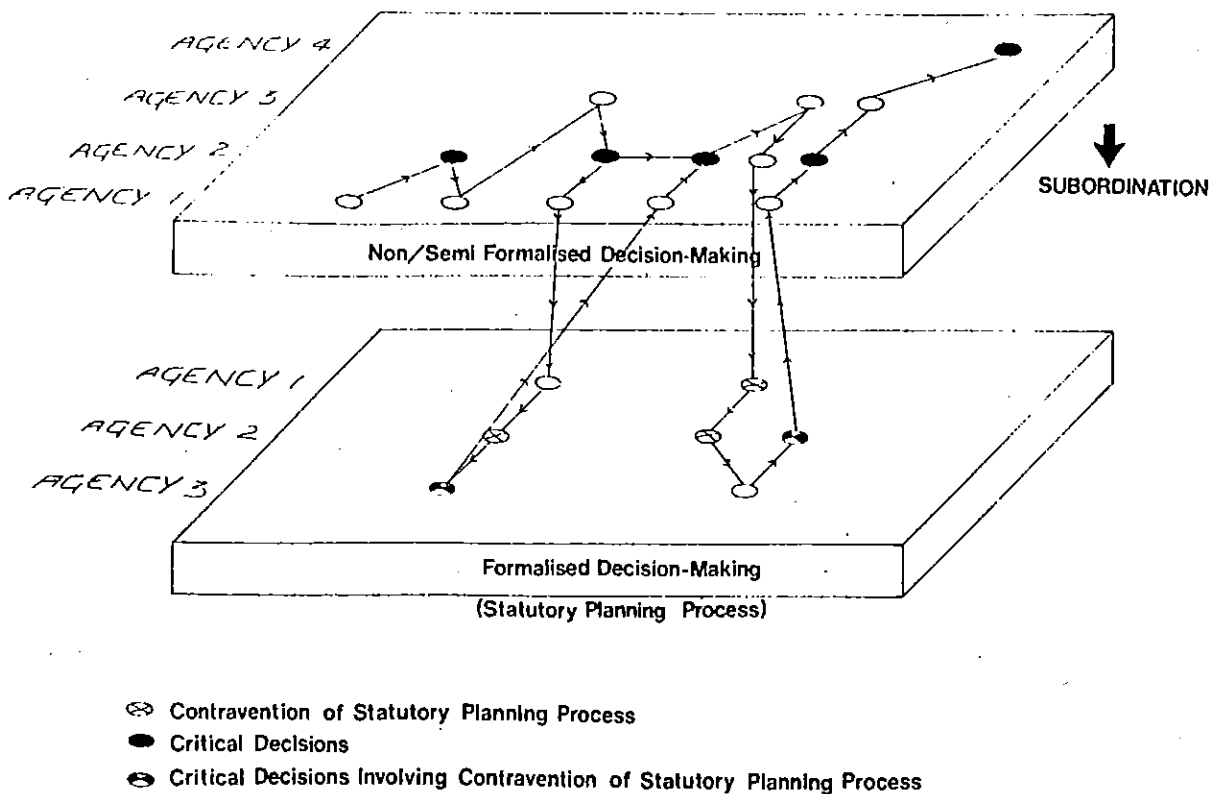 AGENCY 4
AGENCY 3
AGENCY 2
AGENCY 1
SUBORDINATION
Non/Semi Formalised Decision-Making
AGENCY 1
AGENCY 2
AGENCY 3
Formalised Decision-Making
(Statutory Planning Process)
Contravention of Statutory Planning Process
Critical Decisions
Critical Decisions Involving Contravention of Statutory Planning Process